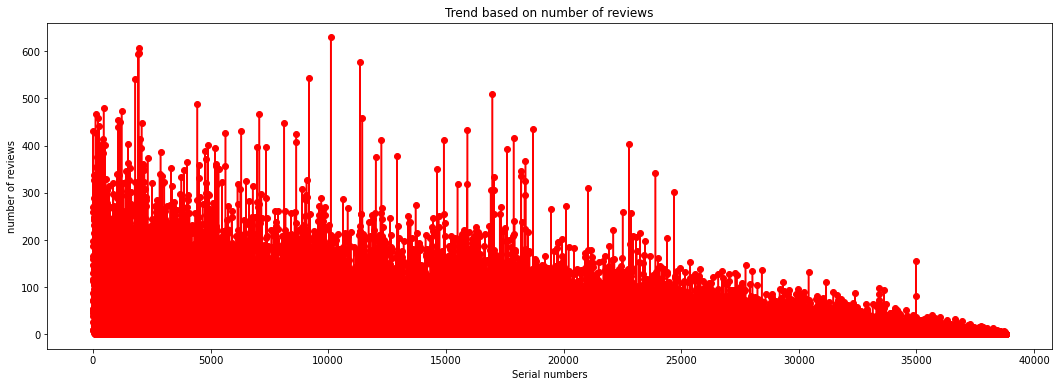 Trend based on number of reviews
number of reviews
600
500
400
300
200
100
0
0 5000 10000 15000 20000 25000 30000 35000 40000
Serial numbers